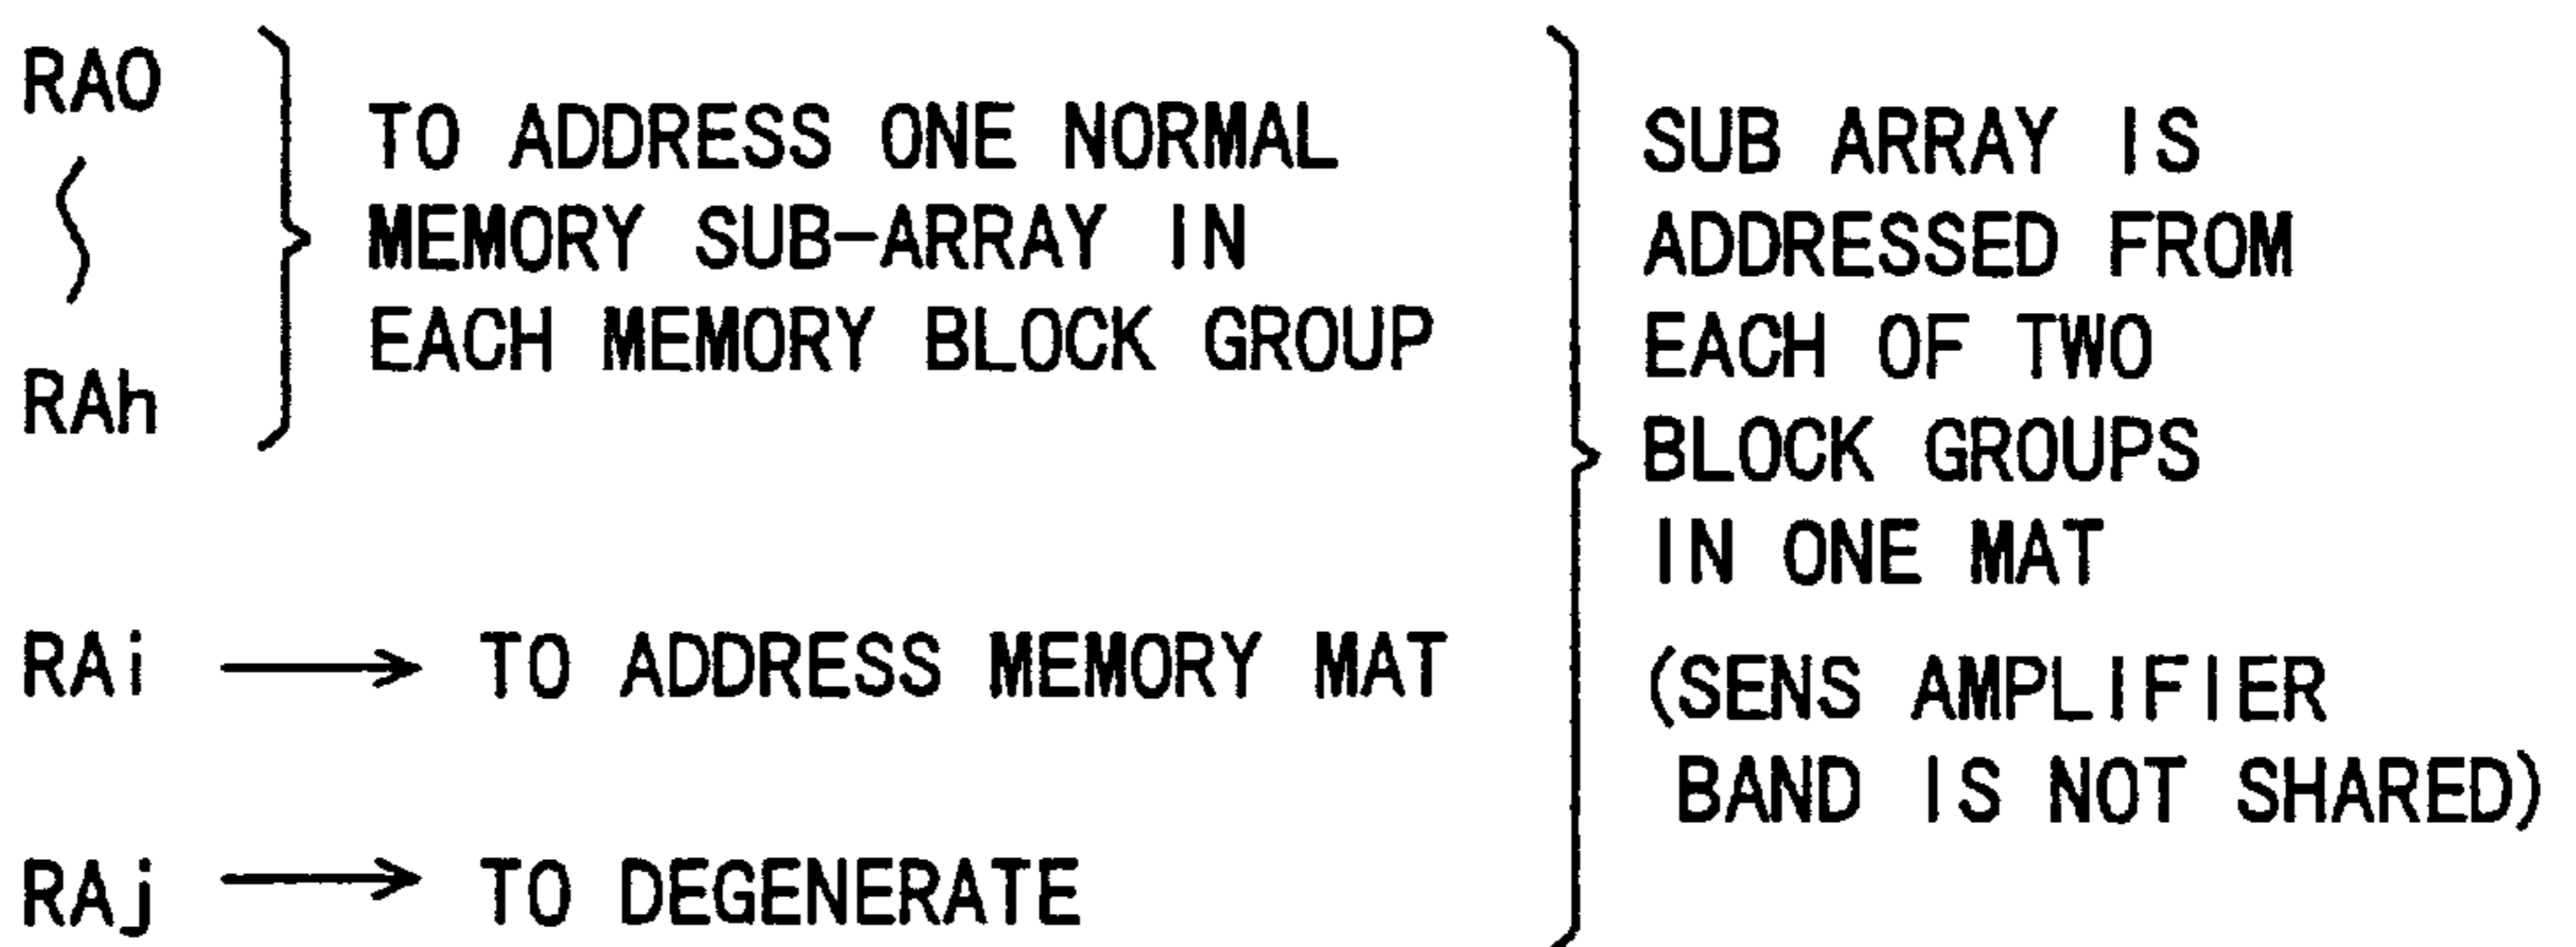 RA0
RAh
TO ADDRESS ONE NORMAL
MEMORY SUB-ARRAY IN
EACH MEMORY BLOCK GROUP
RAi → TO ADDRESS MEMORY MAT
RAj → TO DEGENERATE
SUB ARRAY IS
ADDRESSED FROM
EACH OF TWO
BLOCK GROUPS
IN ONE MAT
(SENS AMPLIFIER
BAND IS NOT SHARED)